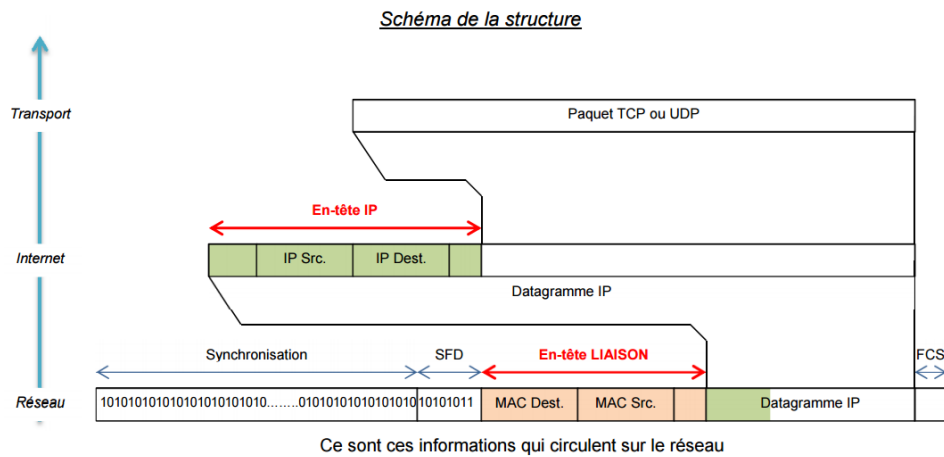 Schéma de la structure
Transport
Paquet TCP ou UDP
En-tête IP
Internet
IP Src.
IP Dest.
Datagramme IP
Synchronisation
SFD
En-tête LIAISON
FCS
Réseau
10101010101010101010101010........0101010101010101010
10101011
MAC Dest.
MAC Src.
Datagramme IP
Ce sont ces informations qui circulent sur le réseau